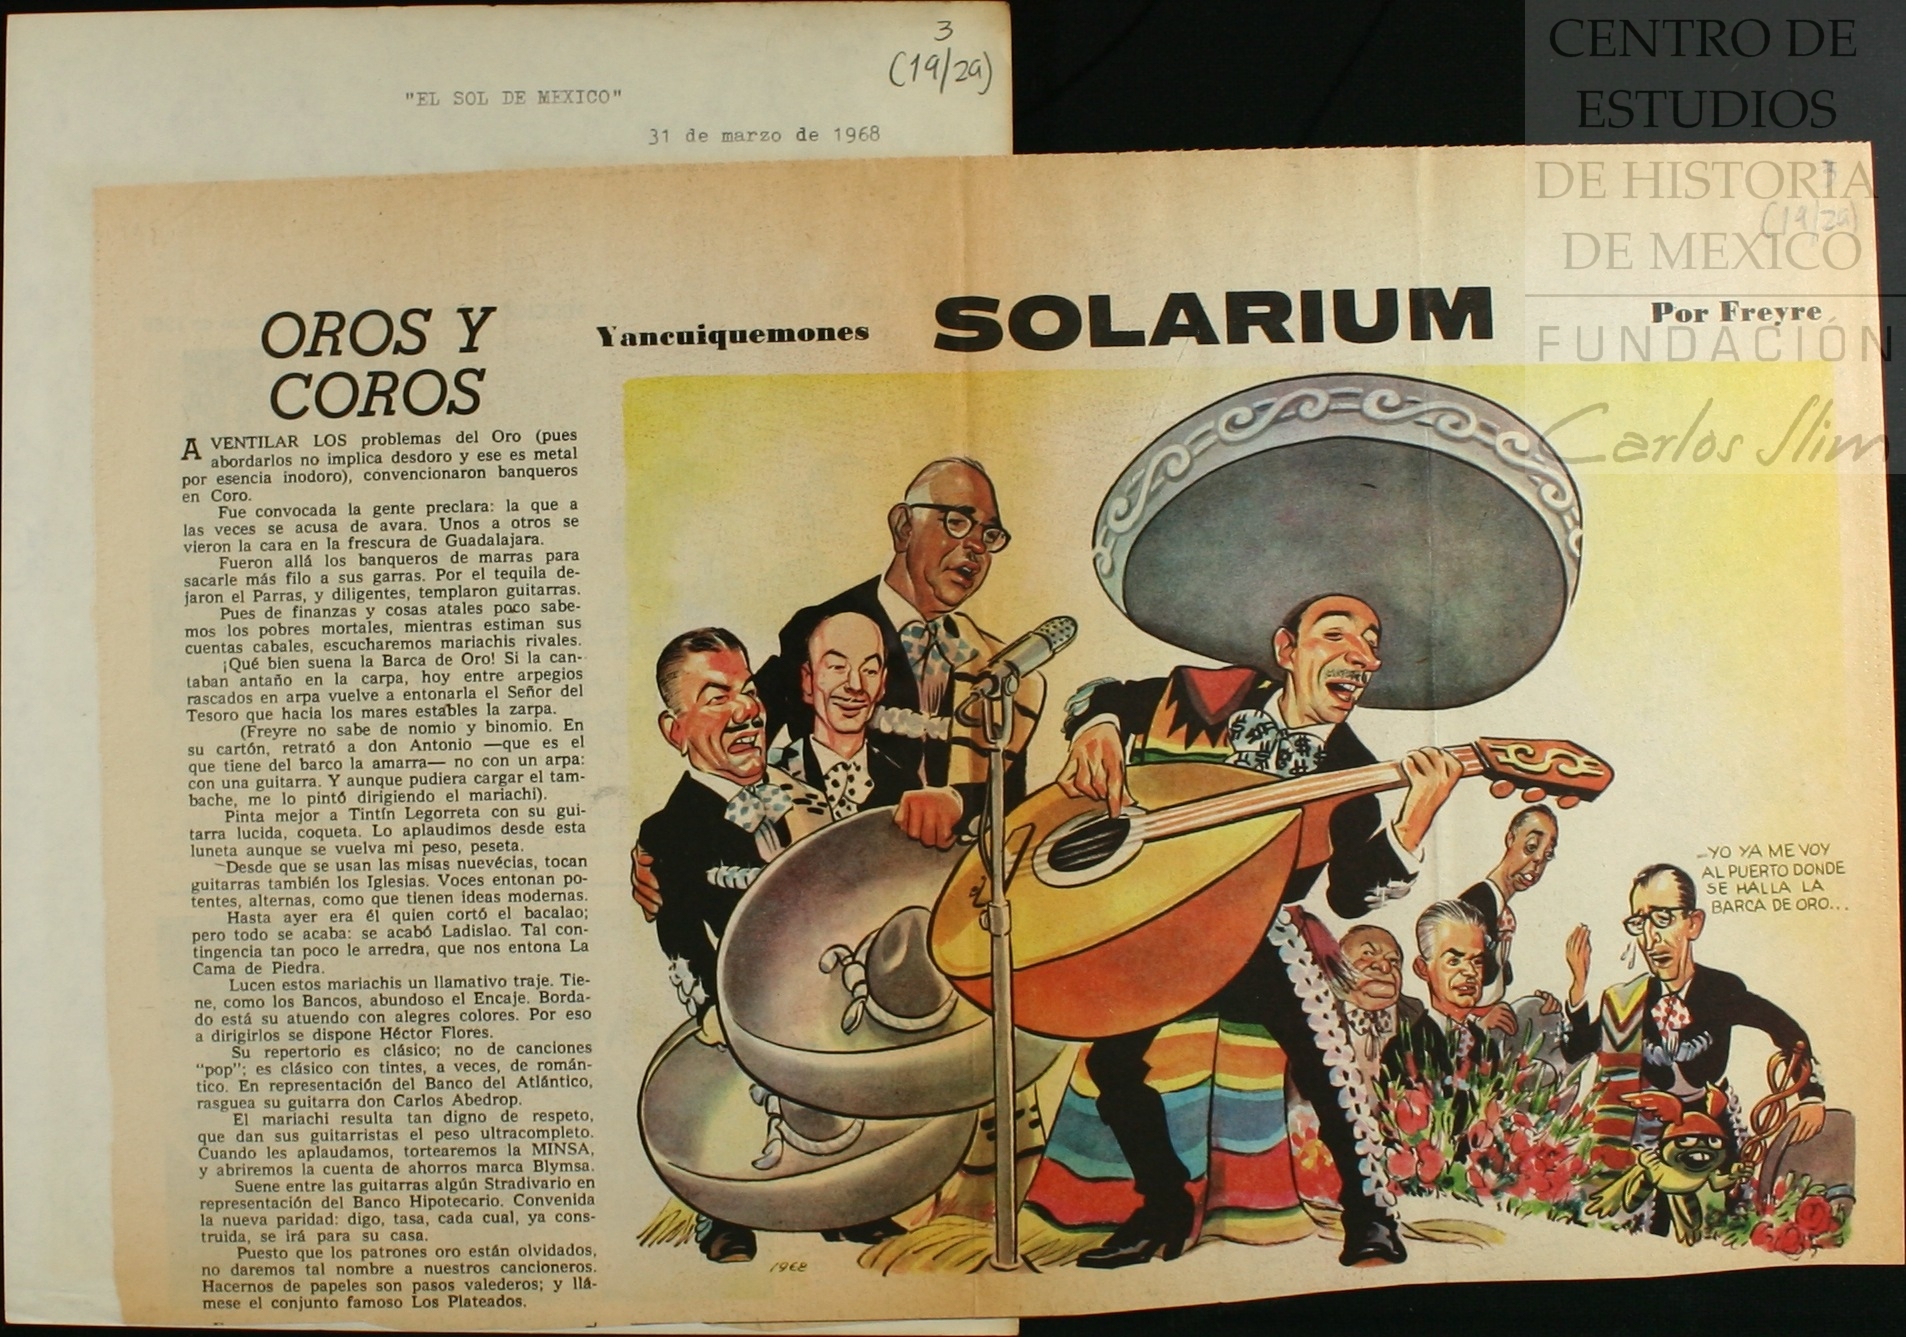 3
(19/29)
"EL SOL DE MEXICO"
31 de marzo de 1968
CENTRO DE
ESTUDIOS
DE HISTORIA
DE MEXICO
FUNDACIÓN
Carlos Slim
3
(19/29)
OROS Y
COROS
Yancuiquemones
SOLARIUM
Por Freyre
A VENTILAR LOS problemas del Oro (pues
abordarlos no implica desdoro y ese es metal
por esencia inodoro), convencionaron banqueros
en Coro.
Fue convocada la gente preclara: la que a
las veces se acusa de avara. Unos a otros se
vieron la cara en la frescura de Guadalajara.
Fueron allá los banqueros de marras para
sacarle más filo a sus garras. Por el tequila de-
jaron el Parras, y diligentes, templaron guitarras.
Pues de finanzas y cosas atales poco sabe-
mos los pobres mortales, mientras estiman sus
cuentas cabales, escucharemos mariachis rivales.
¡Qué bien suena la Barca de Oro! Si la can-
taban antaño en la carpa, hoy entre arpegios
rascados en arpa vuelve a entonarla el Señor del
Tesoro que hacia los mares estables la zarpa.
(Freyre no sabe de nomio y binomio. En
su cartón, retrató a don Antonio —que es el
que tiene del barco la amarra— no con un arpa:
con una guitarra. Y aunque pudiera cargar el tam-
bache, me lo pintó dirigiendo el mariachi).
Pinta mejor a Tintín Legorreta con su gui-
tarra lucida, coqueta. Lo aplaudimos desde esta
luneta aunque se vuelva mi peso, peseta.
Desde que se usan las misas nuevécias, tocan
guitarras también los Iglesias. Voces entonan po-
tentes, alternas, como que tienen ideas modernas.
Hasta ayer era él quien cortó el bacalao;
pero todo se acaba: se acabó Ladislao. Tal con-
tingencia tan poco le arredra, que nos entona La
Cama de Piedra.
Lucen estos mariachis un llamativo traje. Tie-
ne, como los Bancos, abundoso el Encaje. Borda-
do está su atuendo con alegres colores. Por eso
a dirigirlos se dispone Héctor Flores.
Su repertorio es clásico; no de canciones
"pop"; es clásico con tintes, a veces, de román-
tico. En representación del Banco del Atlántico,
rasguea su guitarra don Carlos Abedrop.
El mariachi resulta tan digno de respeto,
que dan sus guitarristas el peso ultracompleto.
Cuando les aplaudamos, tortearemos la MINSA,
y abriremos la cuenta de ahorros marca Blymsa.
Suene entre las guitarras algún Stradivario en
representación del Banco Hipotecario. Convenida
la nueva paridad: digo, tasa, cada cual, ya cons-
truida, se irá para su casa.
Puesto que los patrones oro están olvidados,
no daremos tal nombre a nuestros cancioneros.
Hacernos de papeles son pasos valederos; y llá-
mese el conjunto famoso Los Plateados.
—YO YA ME VOY
AL PUERTO DONDE
SE HALLA LA
BARCA DE ORO...
1968